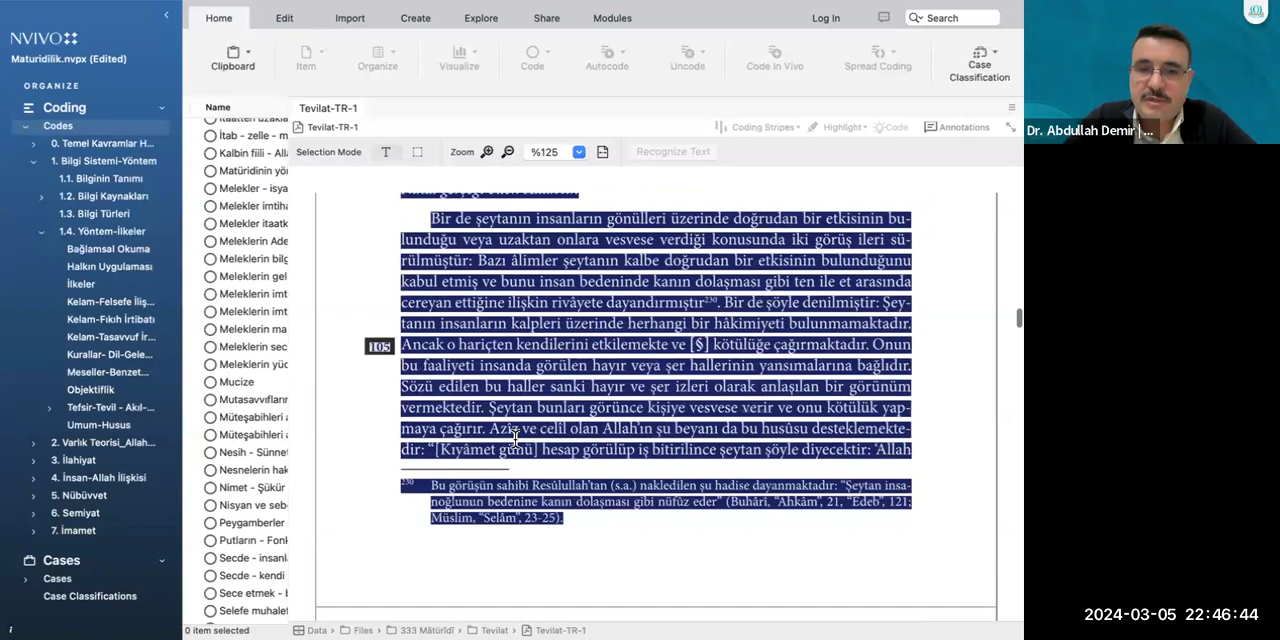 NVIVO
Maturidilik.nvpx (Edited)
ORGANIZE
Coding
Codes
0. Temel Kavramlar H...
1. Bilgi Sistemi-Yöntem
1.1. Bilginin Tanımı
1.2. Bilgi Kaynakları
1.3. Bilgi Türleri
1.4. Yöntem-İlkeler
Bağlamsal Okuma
Halkın Uygulaması
İlkeler
Kelam-Felsefe İliş...
Kelam-Fıkıh İrtibatı
Kelam-Tasavvuf İr...
Kurallar- Dil-Gele...
Meseller-Benzet...
Objektiflik
Tefsir-Tevil - Akıl-...
Umum-Husus
2. Varlık Teorisi_Allah...
3. İlahiyat
4. İnsan-Allah İlişkisi
5. Nübüvvet
6. Semiyat
7. İmamet
Cases
Cases
Case Classifications
Home Edit Import Create Explore Share Modules Log In Search
Clipboard Item Organize Visualize Code Autocode Uncode Code In Vivo Spread Coding Case Classification
Name
İtaatten uzakla
İtab - zelle - m
Kalbin fiili - Alla
Matüridinin yör
Melekler - isya
Melekler imtiha
Melekler itaatk
Meleklerin Ade
Meleklerin bilg
Meleklerin gel
Meleklerin imt
Meleklerin imt
Meleklerin ma
Meleklerin seç
Meleklerin yüc
Mucize
Mutasavvıfların
Müteşabihleri a
Müteşabihleri a
Nesih - Sünne
Nesnelerin hak
Nimet - Şükür
Nisyan ve seb
Peygamberler
Putların - Fonk
Secde - insanl
Secde - kendi
Sece etmek - b
Selefe muhalef
0 item selected
Tevilat-TR-1
Tevilat-TR-1
Coding Stripes Highlight Code Annotations
Selection Mode T Zoom %125 Recognize Text
Bir de şeytanın insanların gönülleri üzerinde doğrudan bir etkisinin bu-
lunduğu veya uzaktan onlara vesvese verdiği konusunda iki görüş ileri sü-
rülmüştür: Bazı âlimler şeytanın kalbe doğrudan bir etkisinin bulunduğunu
kabul etmiş ve bunu insan bedeninde kanın dolaşması gibi ten ile et arasında
cereyan ettiğine ilişkin rivâyete dayandırmıştır230. Bir de şöyle denilmiştir: Şey-
tanın insanların kalpleri üzerinde herhangi bir hâkimiyeti bulunmamaktadır.
105 Ancak o hariçten kendilerini etkilemekte ve [§] kötülüğe çağırmaktadır. Onun
bu faaliyeti insanda görülen hayır veya şer hallerinin yansımalarına bağlıdır.
Sözü edilen bu haller sanki hayır ve şer izleri olarak anlaşılan bir görünüm
vermektedir. Şeytan bunları görünce kişiye vesvese verir ve onu kötülük yap-
maya çağırır. Azîz ve celîl olan Allah'ın şu beyanı da bu husûsu desteklemekte-
dir: “[Kıyâmet günü] hesap görülüp iş bitirilince şeytan şöyle diyecektir: ‘Allah
230 Bu görüşün sahibi Resûlullah'tan (s.a.) nakledilen şu hadise dayanmaktadır: “Şeytan insa-
noğlunun bedenine kanın dolaşması gibi nüfûz eder” (Buhârî, “Ahkâm”, 21, “Edeb”, 121;
Müslim, “Selâm”, 23-25).
Data Files 333 Mâtürîdî Tevilat Tevilat-TR-1
Dr. Abdullah Demir | ...
2024-03-05 22:46:44